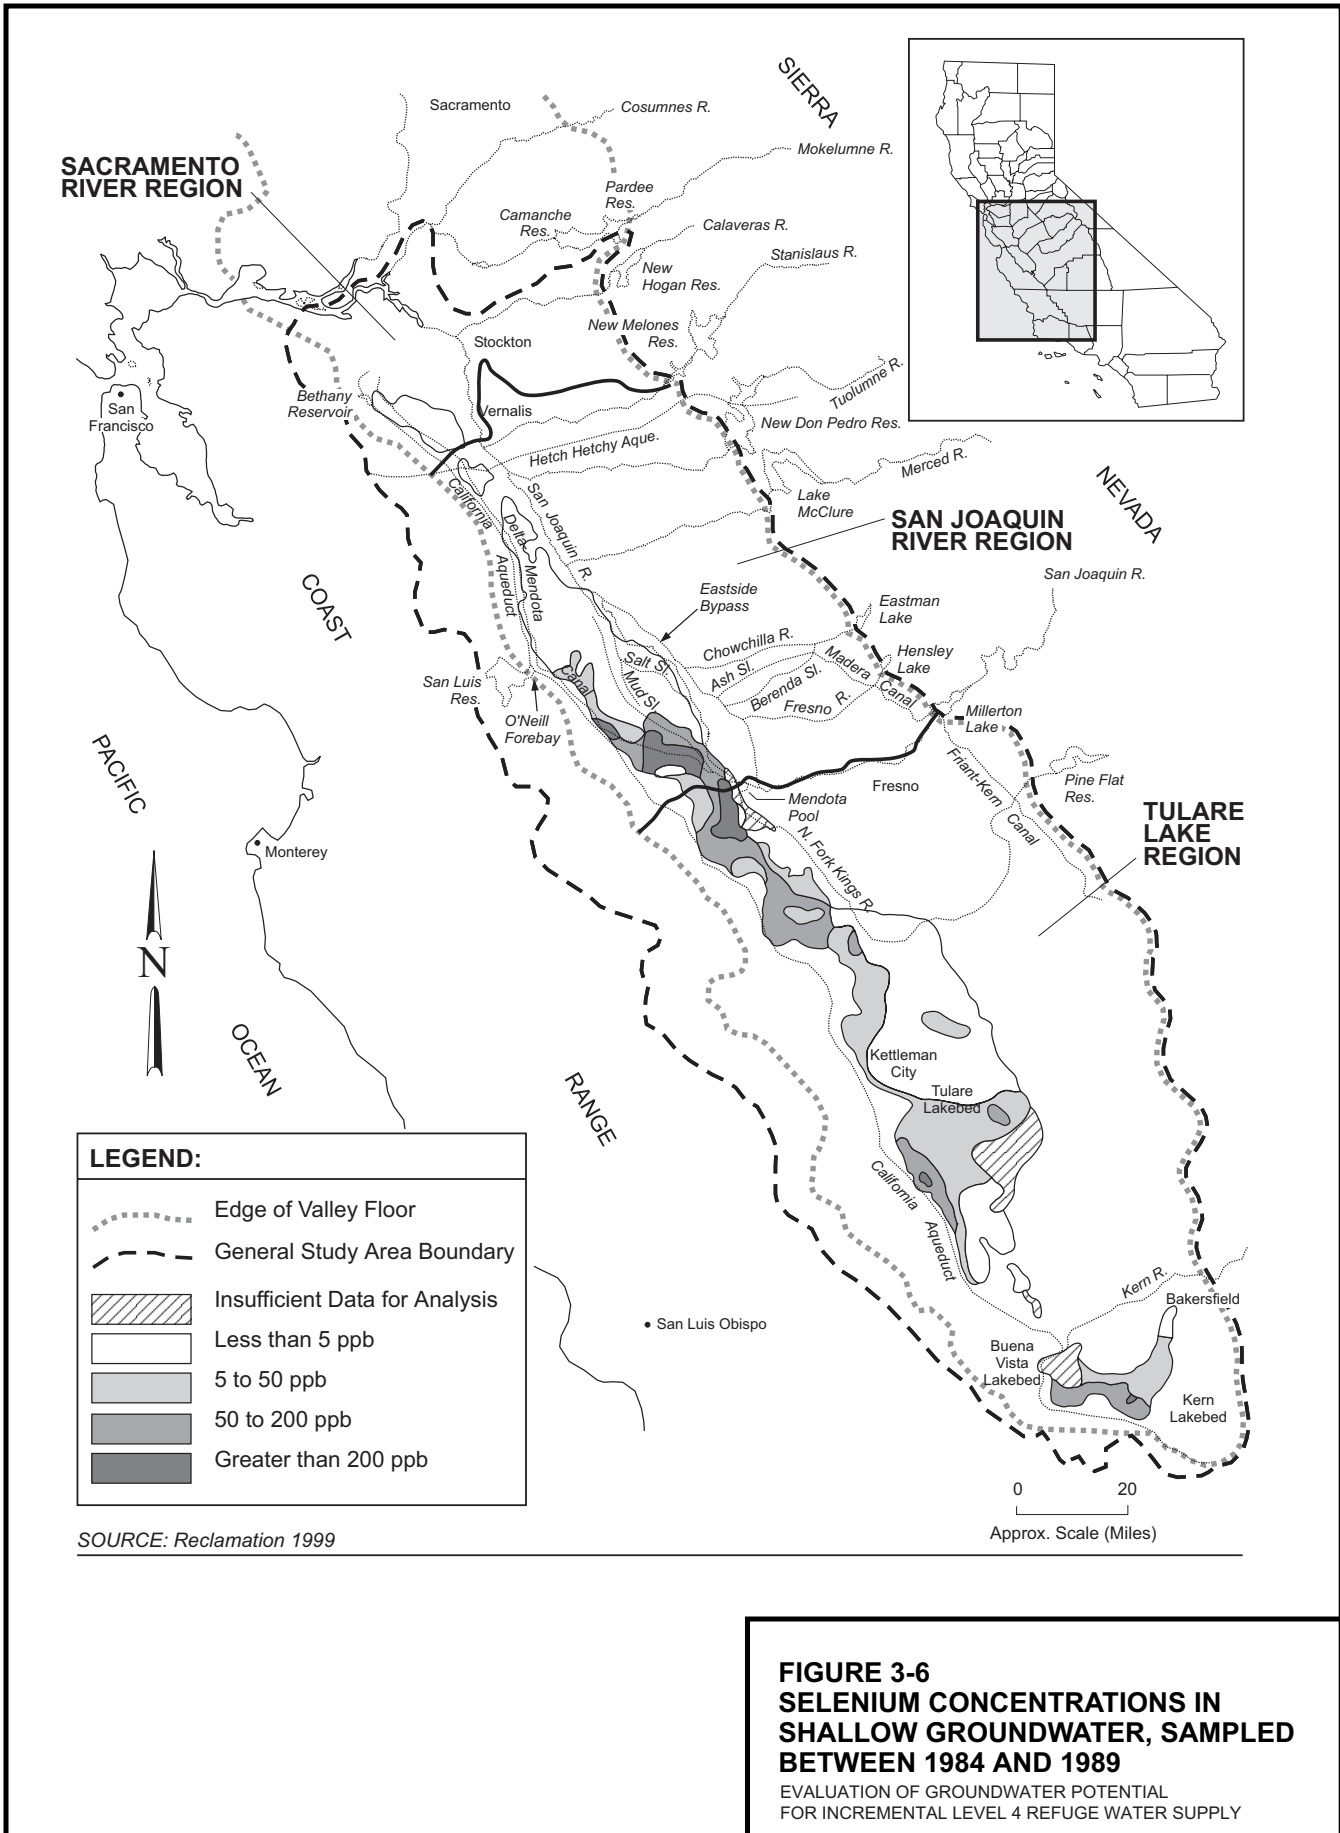 SIERRA
Sacramento
Cosumnes R.
Mokelumne R.
SACRAMENTO
RIVER REGION
Pardee
Res.
Camanche
Res.
Calaveras R.
Stanislaus R.
New
Hogan Res.
New Melones
Res.
Stockton
Bethany
Reservoir
San
Francisco
Vernalis
Tuolumne R.
New Don Pedro Res.
Hetch Hetchy Aque.
Merced R.
Lake
McClure
NEVADA
California
Aqueduct
Delta
Mendota
Canal
San Joaquin R.
SAN JOAQUIN
RIVER REGION
San Joaquin R.
COAST
Eastside
Bypass
Eastman
Lake
Chowchilla R.
Hensley
Lake
Salt Sl.
Ash Sl.
Madera
Canal
Mud Sl.
Berenda Sl.
Fresno R.
San Luis
Res.
O'Neill
Forebay
Millerton
Lake
PACIFIC
Friant-Kern
Canal
Pine Flat
Res.
Fresno
Mendota
Pool
TULARE
LAKE
REGION
N. Fork Kings R.
Monterey
N
OCEAN
Kettleman
City
Tulare
Lakebed
RANGE
California
Aqueduct
Kern R.
Bakersfield
San Luis Obispo
Buena
Vista
Lakebed
Kern
Lakebed
LEGEND:
Edge of Valley Floor
General Study Area Boundary
Insufficient Data for Analysis
Less than 5 ppb
5 to 50 ppb
50 to 200 ppb
Greater than 200 ppb
0 20
Approx. Scale (Miles)
SOURCE: Reclamation 1999
FIGURE 3-6
SELENIUM CONCENTRATIONS IN
SHALLOW GROUNDWATER, SAMPLED
BETWEEN 1984 AND 1989
EVALUATION OF GROUNDWATER POTENTIAL
FOR INCREMENTAL LEVEL 4 REFUGE WATER SUPPLY